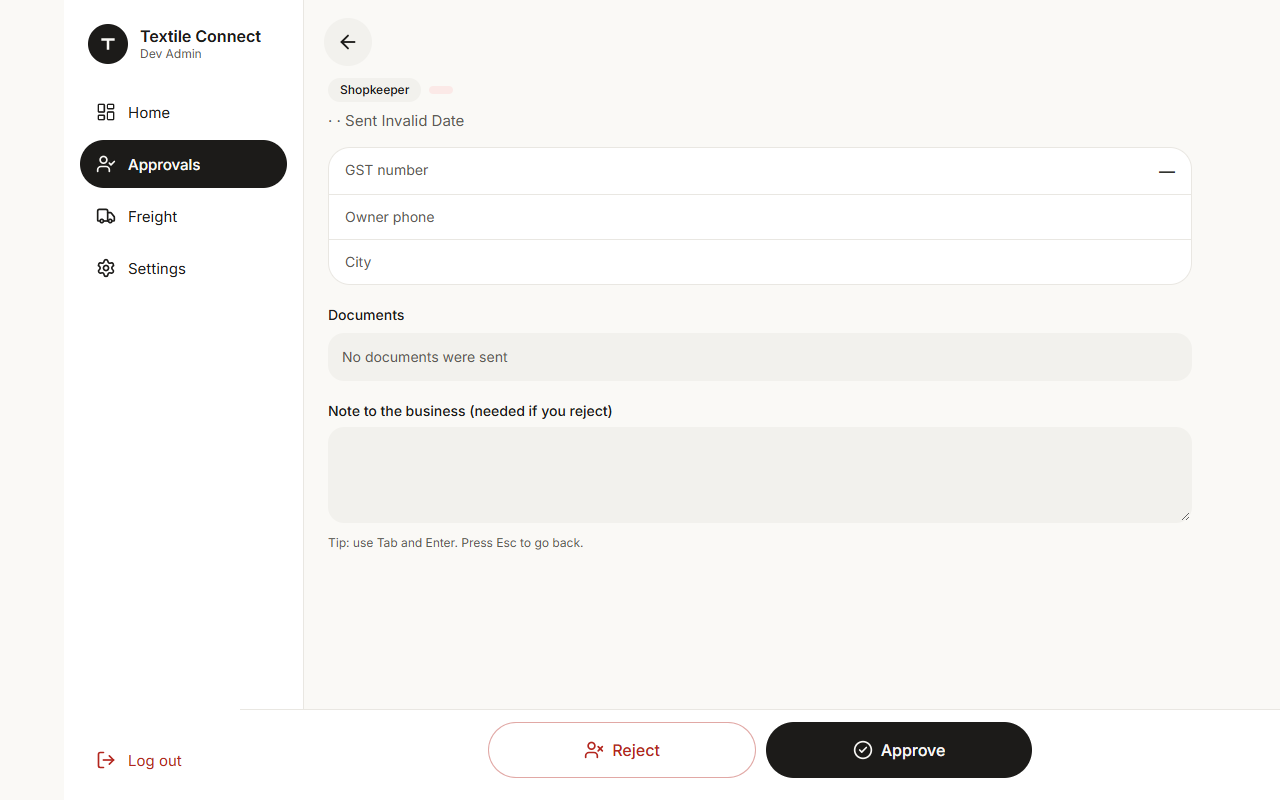 Textile Connect
Dev Admin
Home
Approvals
Freight
Settings
Log out
Shopkeeper
· · Sent Invalid Date
GST number —
Owner phone
City
Documents
No documents were sent
Note to the business (needed if you reject)
Tip: use Tab and Enter. Press Esc to go back.
Reject
Approve